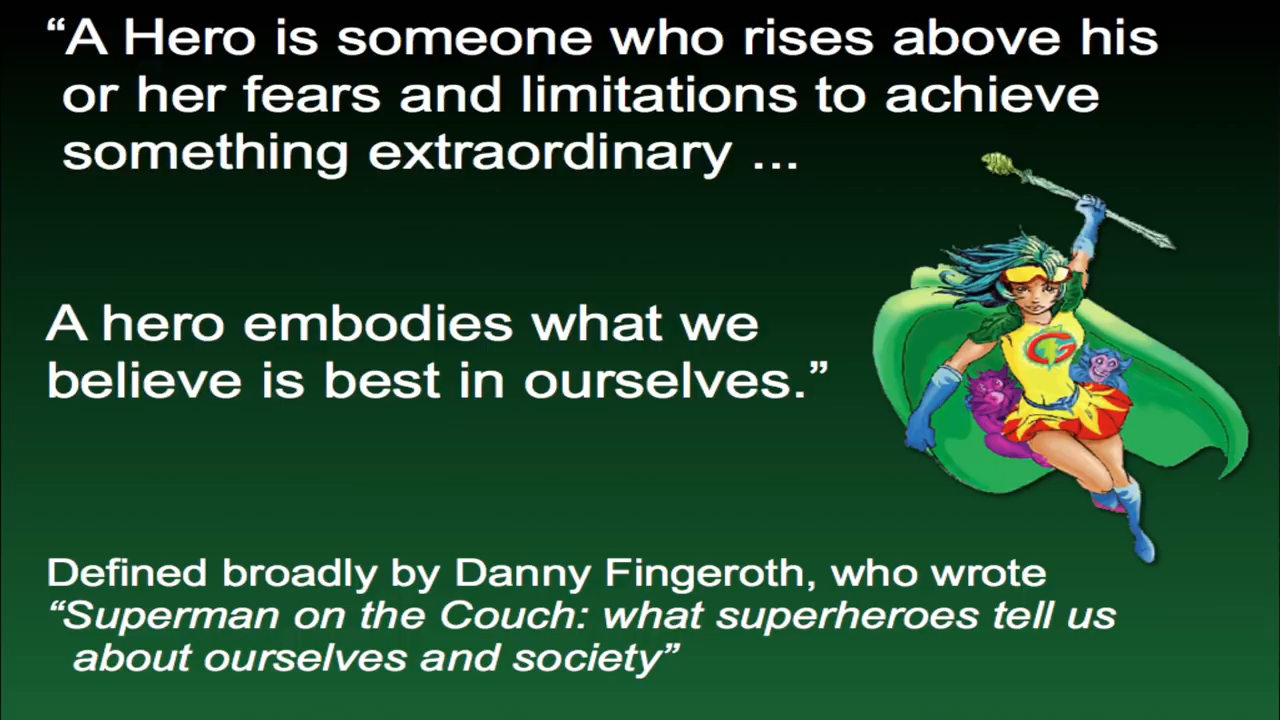 “A Hero is someone who rises above his
or her fears and limitations to achieve
something extraordinary ...
A hero embodies what we
believe is best in ourselves.”
Defined broadly by Danny Fingeroth, who wrote
“Superman on the Couch: what superheroes tell us
about ourselves and society”